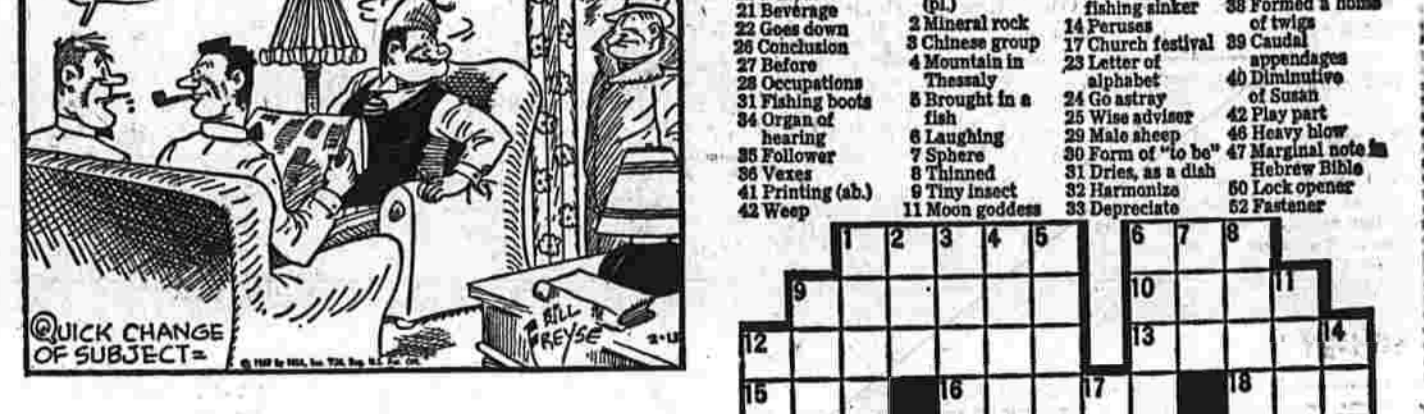 QUICK CHANGE
OF SUBJECT=
BILL
FREYSE
21 Beverage
22 Goes down
26 Conclusion
27 Before
28 Occupations
31 Fishing boots
34 Organ of
hearing
35 Follower
36 Vexes
41 Printing (ab.)
42 Weep
(pl.)
2 Mineral rock
3 Chinese group
4 Mountain in
Thessaly
5 Brought in a
fish
6 Laughing
7 Sphere
8 Thinned
9 Tiny insect
11 Moon goddess
fishing sinker
14 Peruses
17 Church festival
23 Letter of
alphabet
24 Go astray
25 Wise adviser
29 Male sheep
30 Form of "to be"
31 Dries, as a dish
32 Harmonize
33 Depreciate
38 Formed a home
of twigs
39 Caudal
appendages
40 Diminutive
of Susan
42 Play part
46 Heavy blow
47 Marginal note in
Hebrew Bible
50 Lock opener
52 Fastener
1 2 3 4 5 6 7 8
9 10 11
12 13 14
15 16 17 18